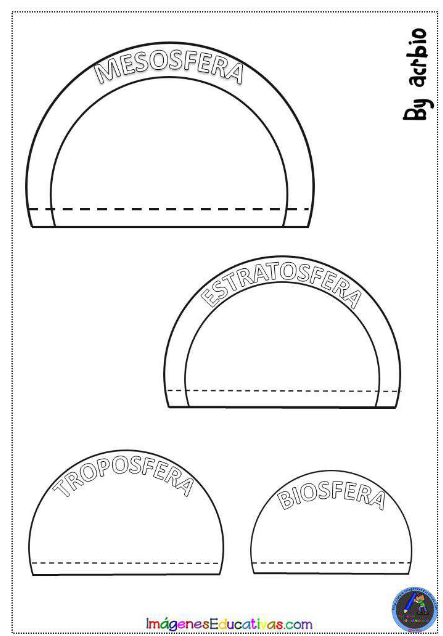 MESOSFERA
By acrbio
ESTRATOSFERA
TROPOSFERA
BIOSFERA
ImágenesEducativas.com